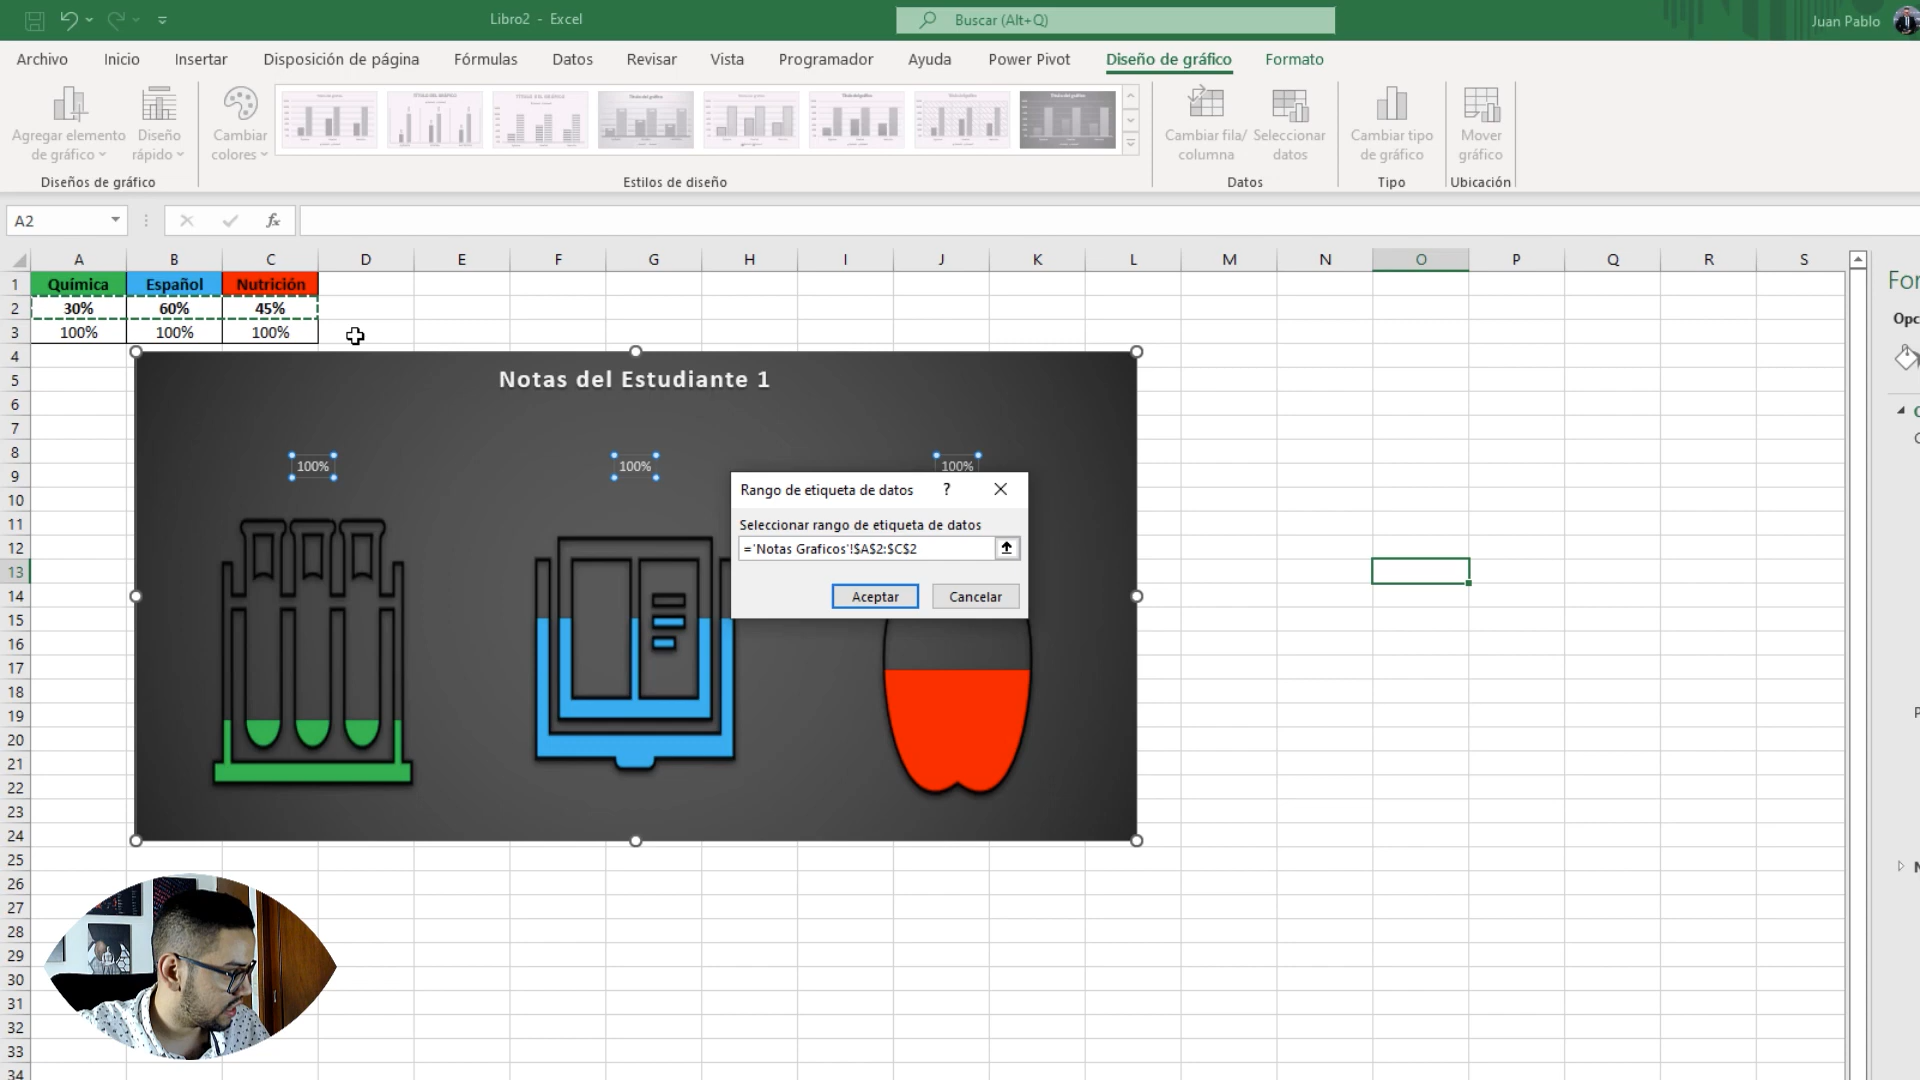 Libro2 - Excel
Buscar (Alt+Q)
Juan Pablo
Archivo Inicio Insertar Disposición de página Fórmulas Datos Revisar Vista Programador Ayuda Power Pivot Diseño de gráfico Formato
Agregar elemento de gráfico
Diseño rápido
Cambiar colores
Cambiar fila/ columna
Seleccionar datos
Cambiar tipo de gráfico
Mover gráfico
Diseños de gráfico Estilos de diseño Datos Tipo Ubicación
A2 fx
A B C D E F G H I J K L M N O P Q R S
1 Química Español Nutrición
2 30% 60% 45%
3 100% 100% 100%
4
5
6
7
8
9
10
11
12
13
14
15
16
17
18
19
20
21
22
23
24
25
26
27
28
29
30
31
32
33
34
Notas del Estudiante 1
100% 100% 100%
Rango de etiqueta de datos ?
Seleccionar rango de etiqueta de datos
='Notas Graficos'!$A$2:$C$2
Aceptar Cancelar
For
Opc